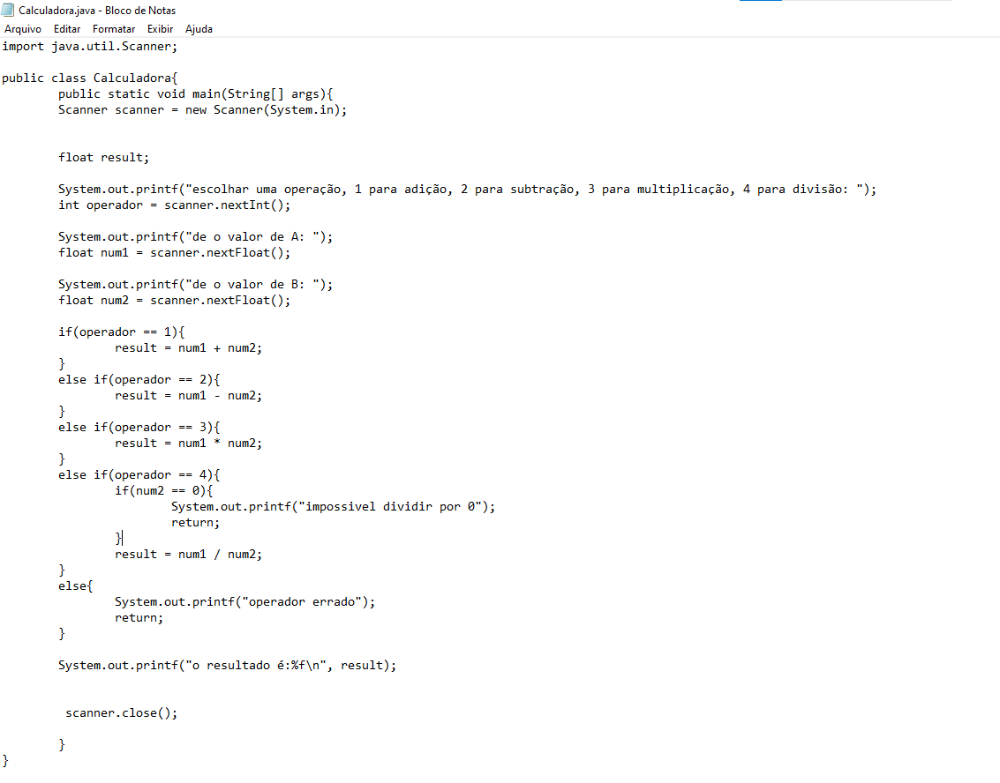 Calculadora.java - Bloco de Notas
Arquivo Editar Formatar Exibir Ajuda
import java.util.Scanner;
public class Calculadora{
public static void main(String[] args){
Scanner scanner = new Scanner(System.in);
float result;
System.out.printf("escolhar uma operação, 1 para adição, 2 para subtração, 3 para multiplicação, 4 para divisão: ");
int operador = scanner.nextInt();
System.out.printf("de o valor de A: ");
float num1 = scanner.nextFloat();
System.out.printf("de o valor de B: ");
float num2 = scanner.nextFloat();
if(operador == 1){
result = num1 + num2;
}
else if(operador == 2){
result = num1 - num2;
}
else if(operador == 3){
result = num1 * num2;
}
else if(operador == 4){
if(num2 == 0){
System.out.printf("impossivel dividir por 0");
return;
}
result = num1 / num2;
}
else{
System.out.printf("operador errado");
return;
}
System.out.printf("o resultado é:%f\n", result);
scanner.close();
}
}